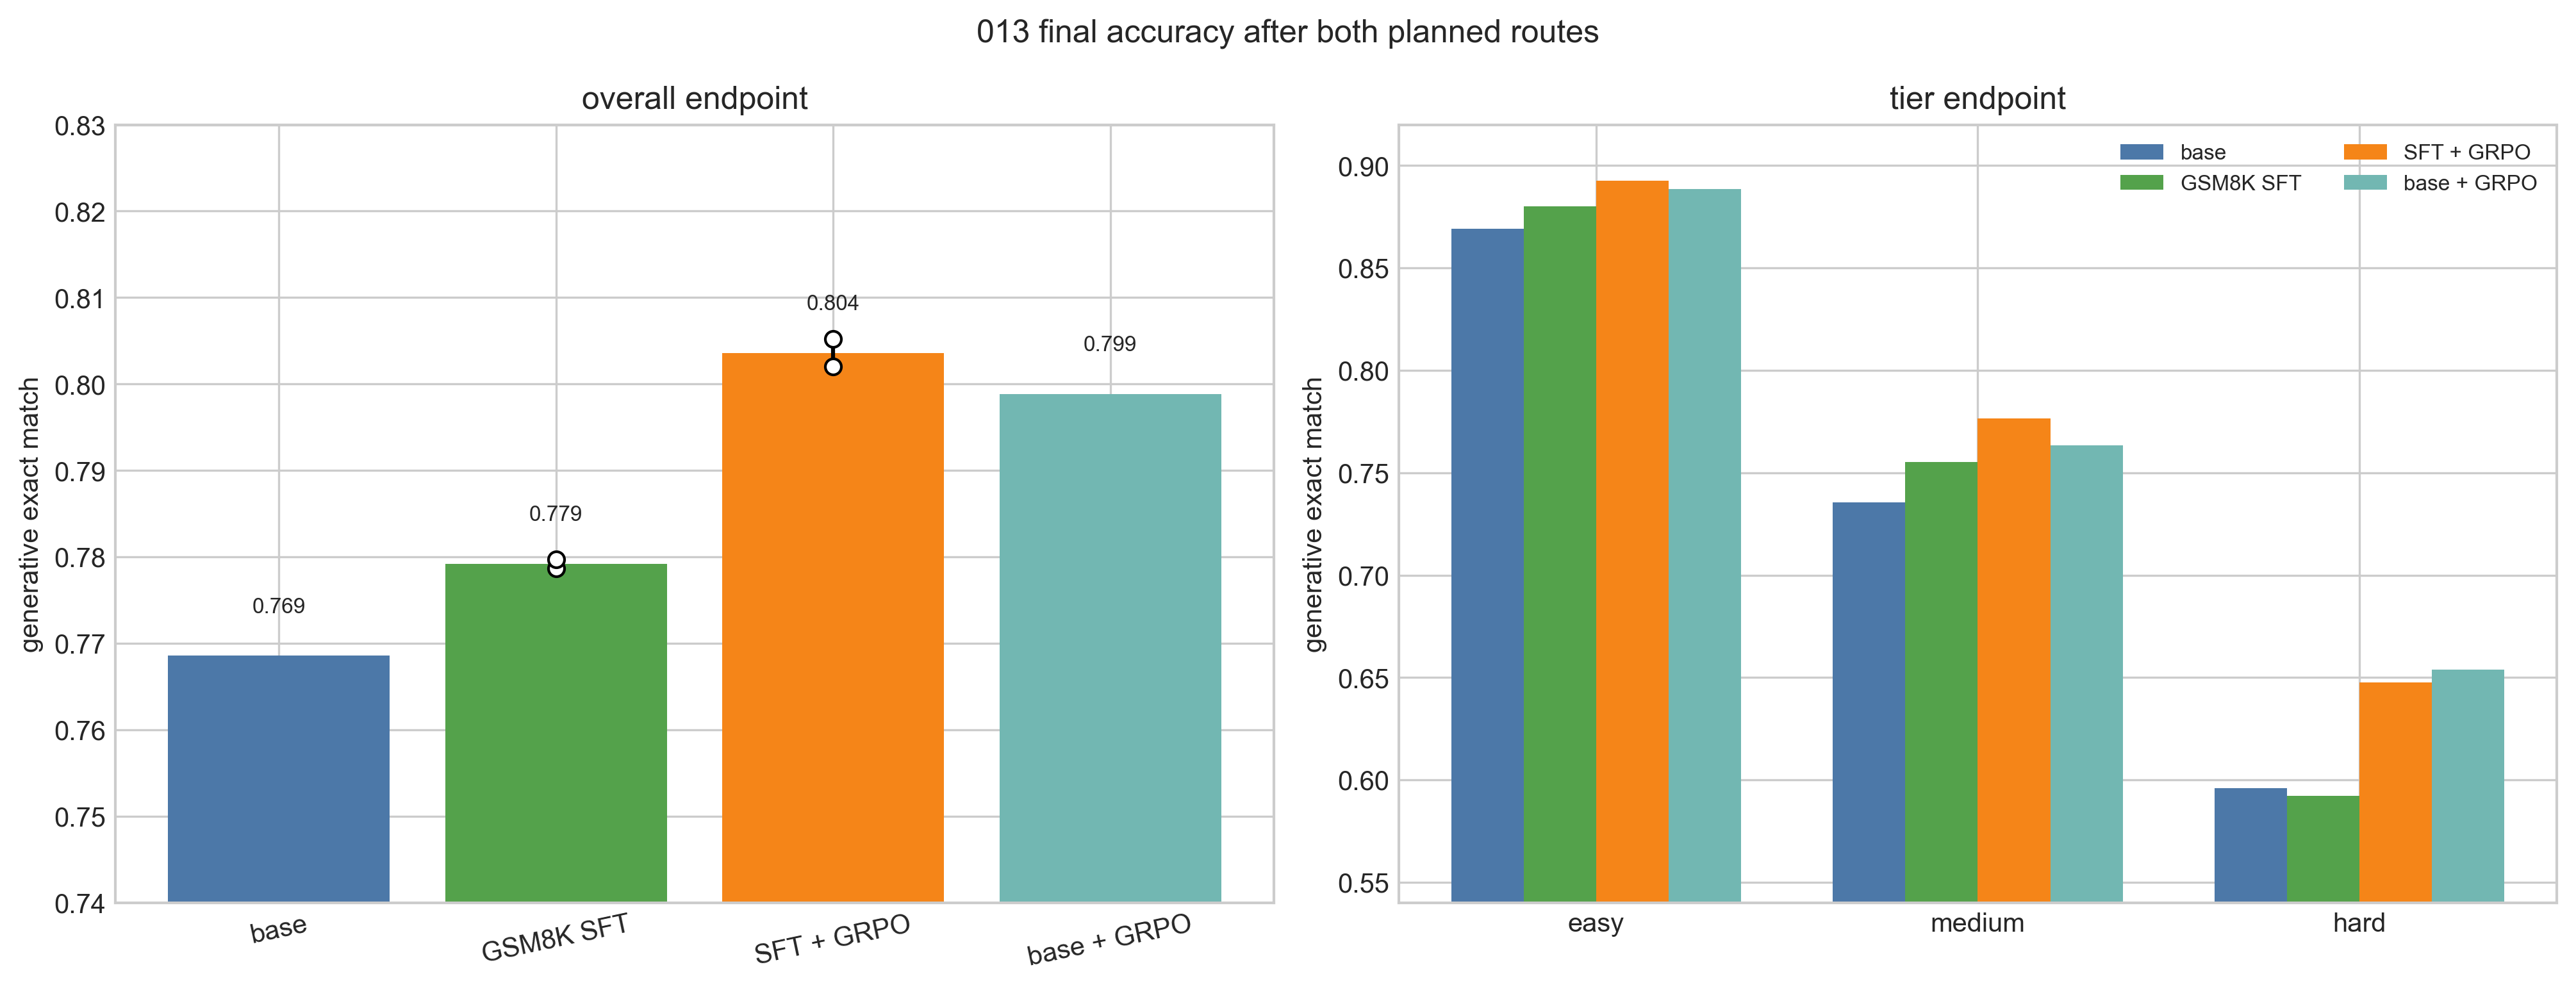 013 final accuracy after both planned routes
overall endpoint
generative exact match
0.83
0.82
0.81
0.80
0.79
0.78
0.77
0.76
0.75
0.74
0.769
0.779
0.804
0.799
base
GSM8K SFT
SFT + GRPO
base + GRPO
tier endpoint
generative exact match
0.90
0.85
0.80
0.75
0.70
0.65
0.60
0.55
base
GSM8K SFT
SFT + GRPO
base + GRPO
easy
medium
hard